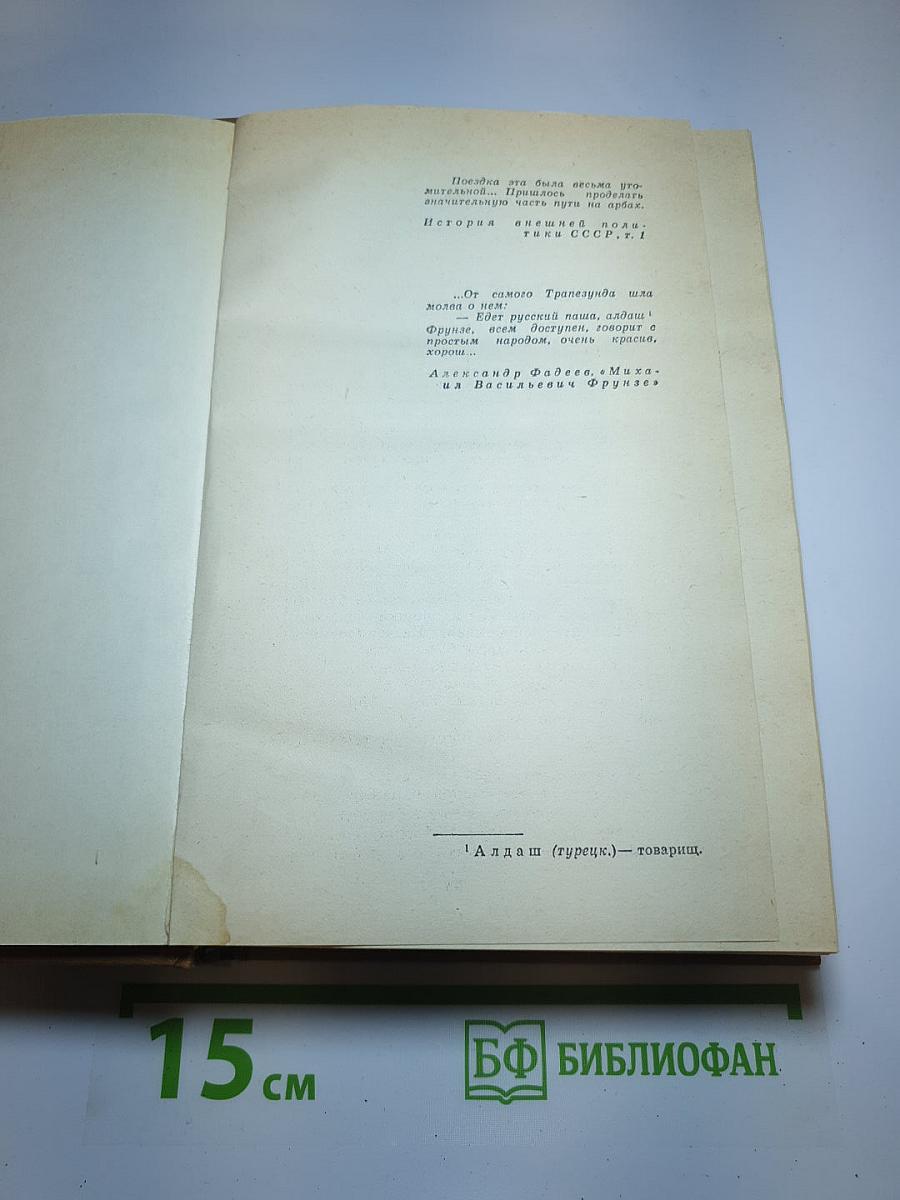 Поездка эта была весьма уто-
мительной... Пришлось проделать
значительную часть пути на арбах.
История внешней поли-
тики СССР, т. 1
...От самого Трапезунда шла
молва о нем:
— Едет русский паша, алдаш¹
Фрунзе, всем доступен, говорит с
простым народом, очень красив,
хорош...
Александр Фадеев, «Миха-
ил Васильевич Фрунзе»
¹ Алдаш (турецк.)— товарищ.
15 см
БФ БИБЛИОФАН